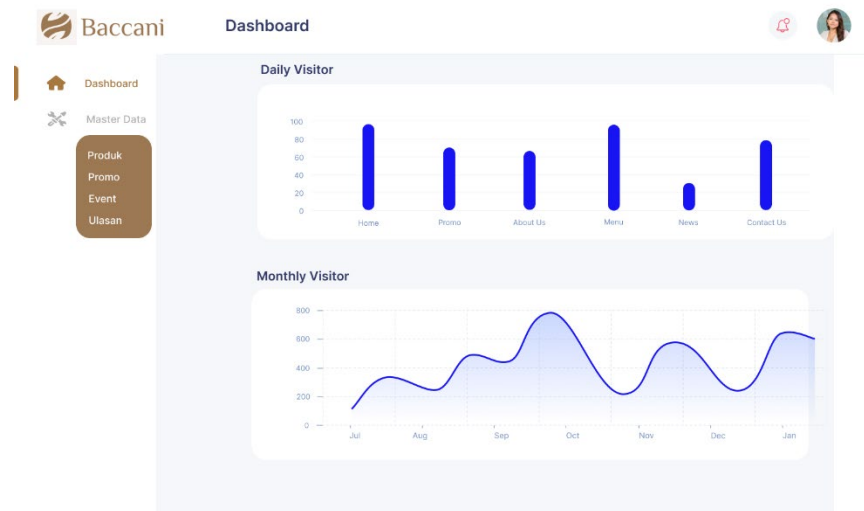 Baccani
Dashboard
Dashboard
Master Data
Produk
Promo
Event
Ulasan
Daily Visitor
100
80
60
40
20
0
Home Promo About Us Menu News Contact Us
Monthly Visitor
800
600
400
200
0
Jul Aug Sep Oct Nov Dec Jan